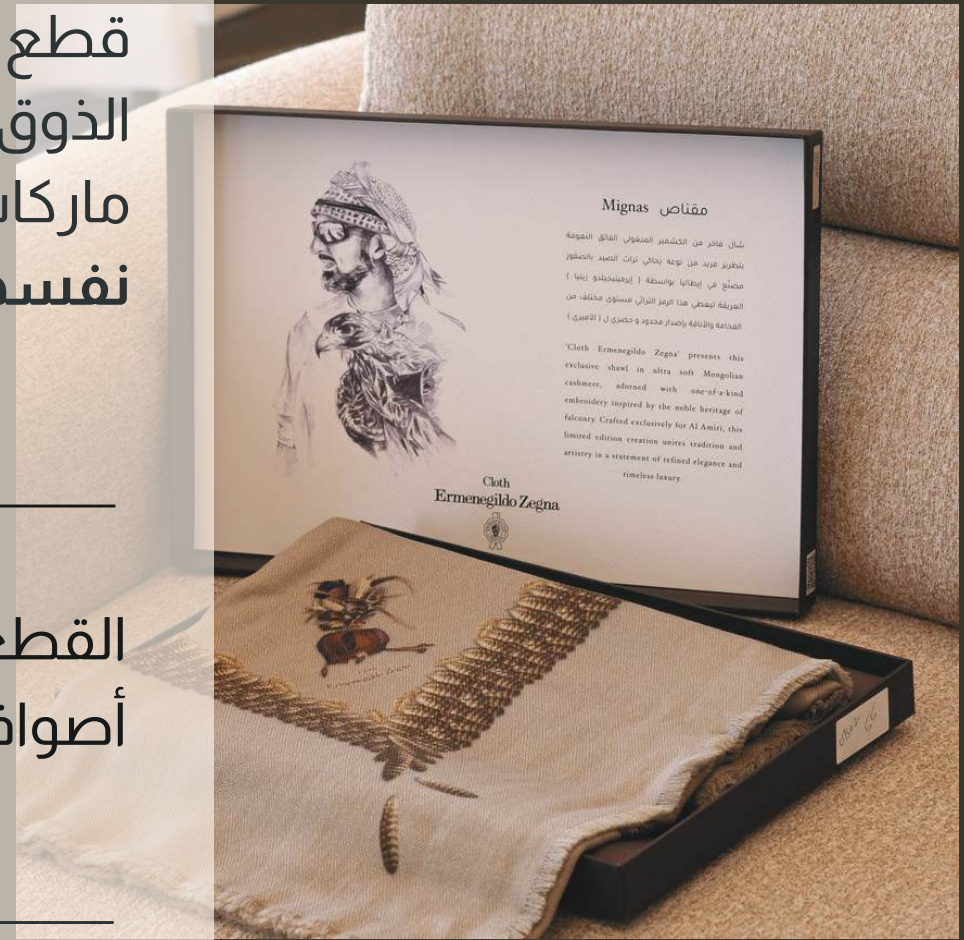 قطع
الذوق
نفسه
القطع
Mignas مقناص
شال فاخر من الكشمير المنغولي الفائق النعومة
بتطريز فريد من نوعه يحاكي تراث الصيد بالصقور
مصنّع في إيطاليا بواسطة ( إيرمينيجيلدو زينيا )
العريقة ليعطي هذا الرمز التراثي مستوى مختلف من
الفخامة والأناقة بإصدار محدود و حصري ل ( الأميري )
'Cloth Ermenegildo Zegna' presents this
exclusive shawl in ultra soft Mongolian
cashmere, adorned with one-of-a-kind
embroidery inspired by the noble heritage of
falconry. Crafted exclusively for Al Amiri, this
limited edition creation unites tradition and
artistry in a statement of refined elegance and
timeless luxury.
Cloth
Ermenegildo Zegna
Ermenegildo Zegna